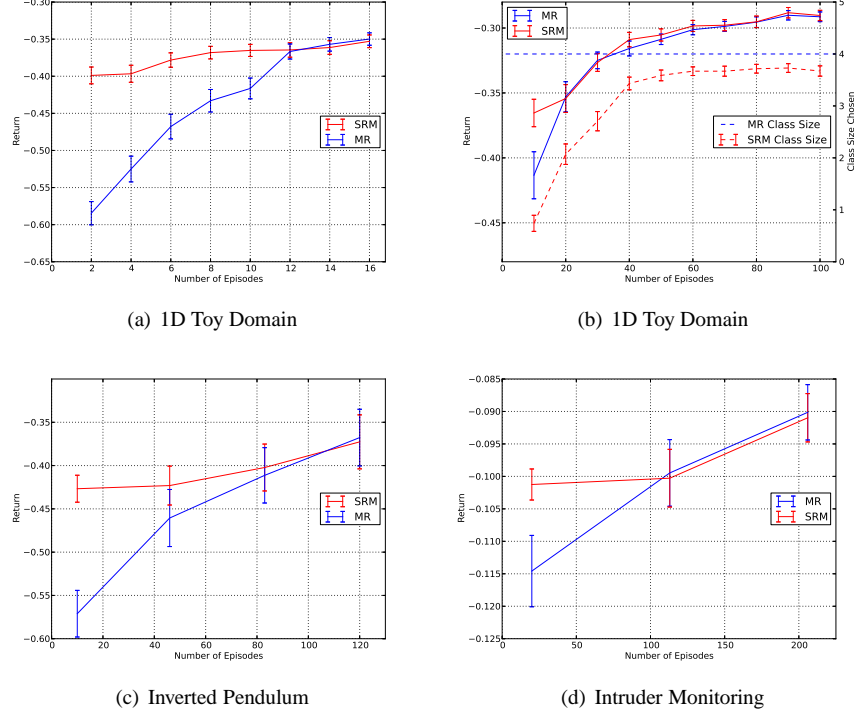 −0.30
−0.35
−0.40
−0.45
−0.50
−0.55
−0.60
−0.65
Return
2 4 6 8 10 12 14 16
Number of Episodes
SRM
MR
(a) 1D Toy Domain
−0.30
−0.35
−0.40
−0.45
Return
0 20 40 60 80 100
Number of Episodes
5
4
3
2
1
0
Class Size Chosen
MR
SRM
MR Class Size
SRM Class Size
(b) 1D Toy Domain
−0.35
−0.40
−0.45
−0.50
−0.55
−0.60
Return
0 20 40 60 80 100 120
Number of Episodes
SRM
MR
(c) Inverted Pendulum
−0.085
−0.090
−0.095
−0.100
−0.105
−0.110
−0.115
−0.120
−0.125
Return
0 50 100 150 200
Number of Episodes
MR
SRM
(d) Intruder Monitoring